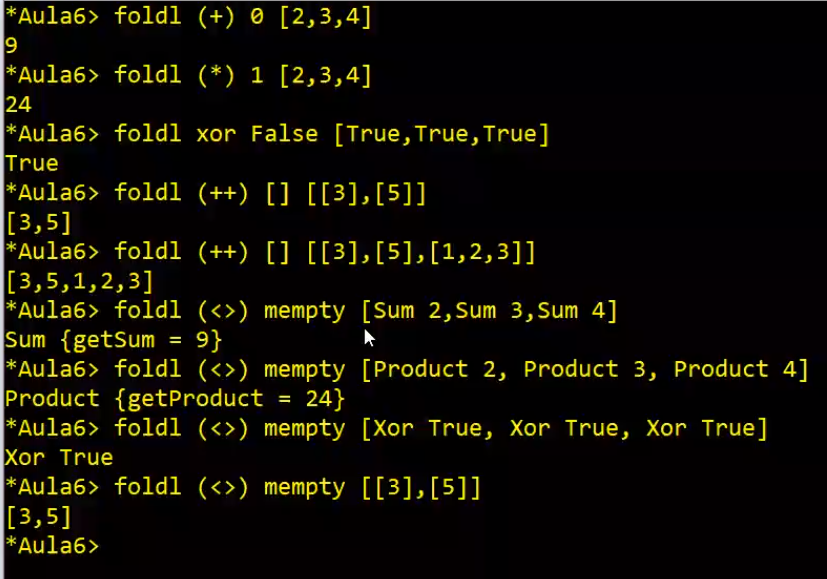 *Aula6> foldl (+) 0 [2,3,4]
9
*Aula6> foldl (*) 1 [2,3,4]
24
*Aula6> foldl xor False [True,True,True]
True
*Aula6> foldl (++) [] [[3],[5]]
[3,5]
*Aula6> foldl (++) [] [[3],[5],[1,2,3]]
[3,5,1,2,3]
*Aula6> foldl (<>) mempty [Sum 2,Sum 3,Sum 4]
Sum {getSum = 9}
*Aula6> foldl (<>) mempty [Product 2, Product 3, Product 4]
Product {getProduct = 24}
*Aula6> foldl (<>) mempty [Xor True, Xor True, Xor True]
Xor True
*Aula6> foldl (<>) mempty [[3],[5]]
[3,5]
*Aula6>